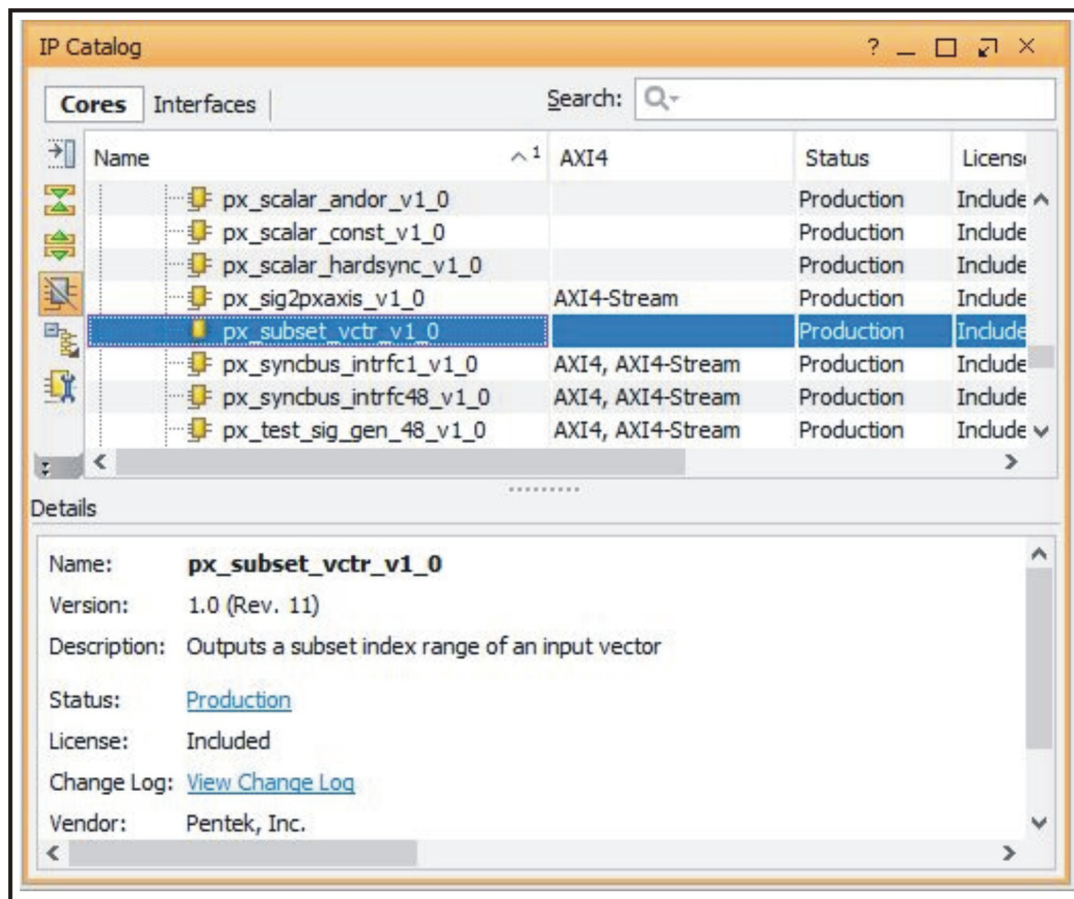 IP Catalog ?
Cores Interfaces Search:
Name 1 AXI4 Status
px_scalar_andor_v1_0 Production Include
px_scalar_const_v1_0 Production Include
px_scalar_hardsync_v1_0 Production Include
px_sig2pxaxis_v1_0 AXI4-Stream Production Include
px_subset_vctr_v1_0 Production Include
px_syncbus_intrfc1_v1_0 AXI4, AXI4-Stream Production Include
px_syncbus_intrfc48_v1_0 AXI4, AXI4-Stream Production Include
px_test_sig_gen_48_v1_0 AXI4, AXI4-Stream Production Include
Details
Name: px_subset_vctr_v1_0
Version: 1.0 (Rev. 11)
Description: Outputs a subset index range of an input vector
Status: Production
License: Included
Change Log: View Change Log
Vendor: Pentek, Inc.